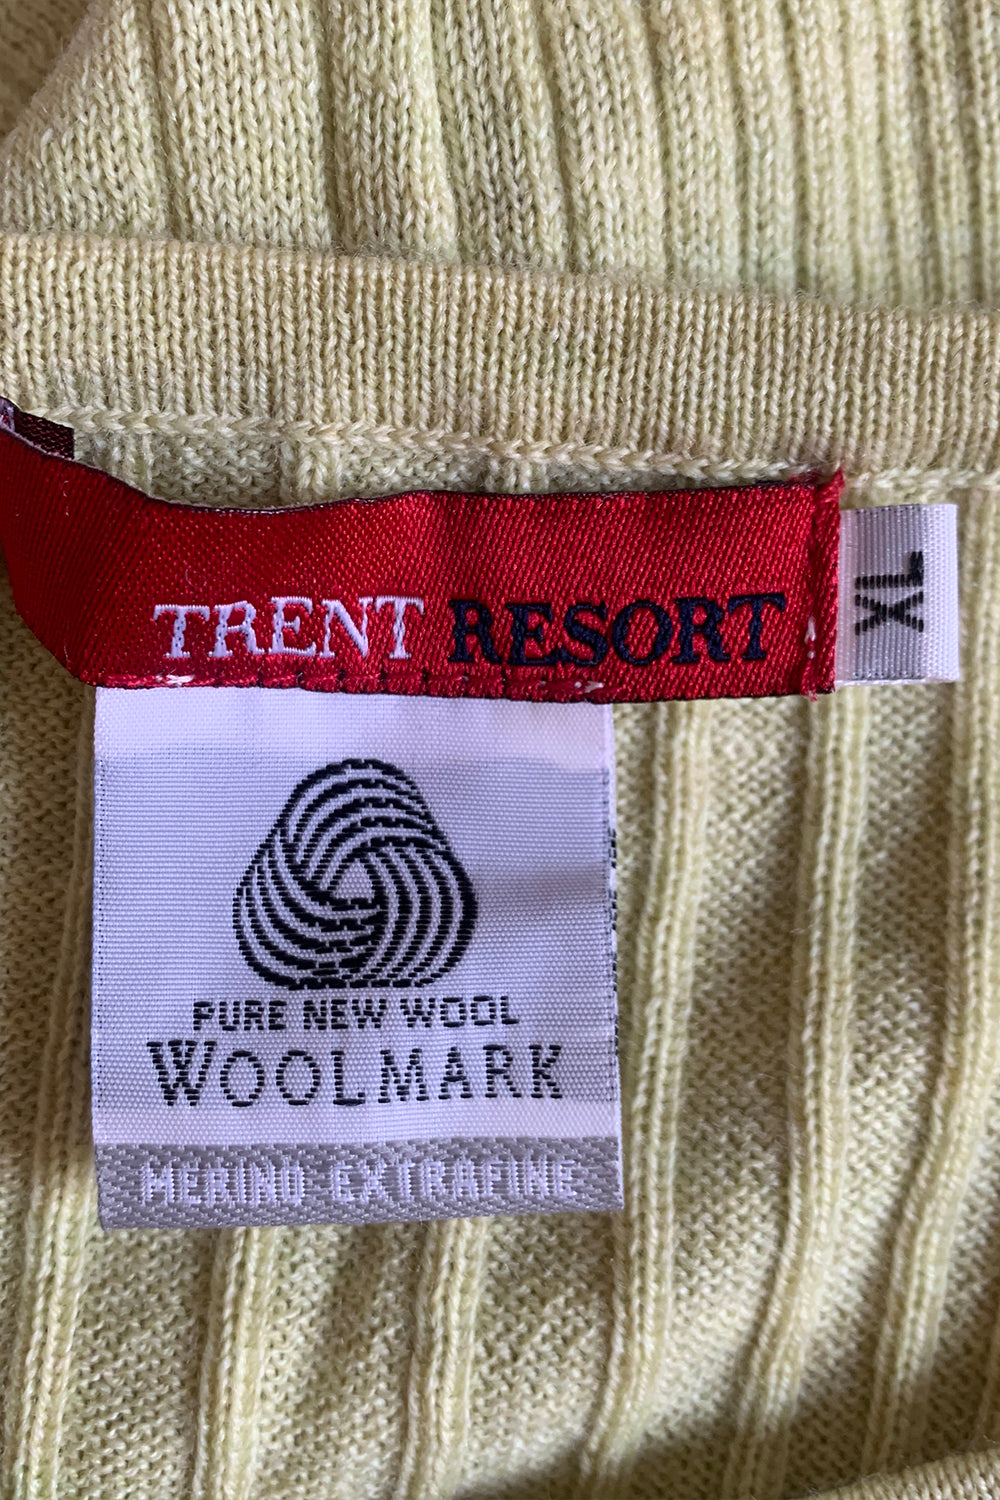 TRENT RESORT
XL
PURE NEW WOOL
WOOLMARK
MERINO EXTRAFINE